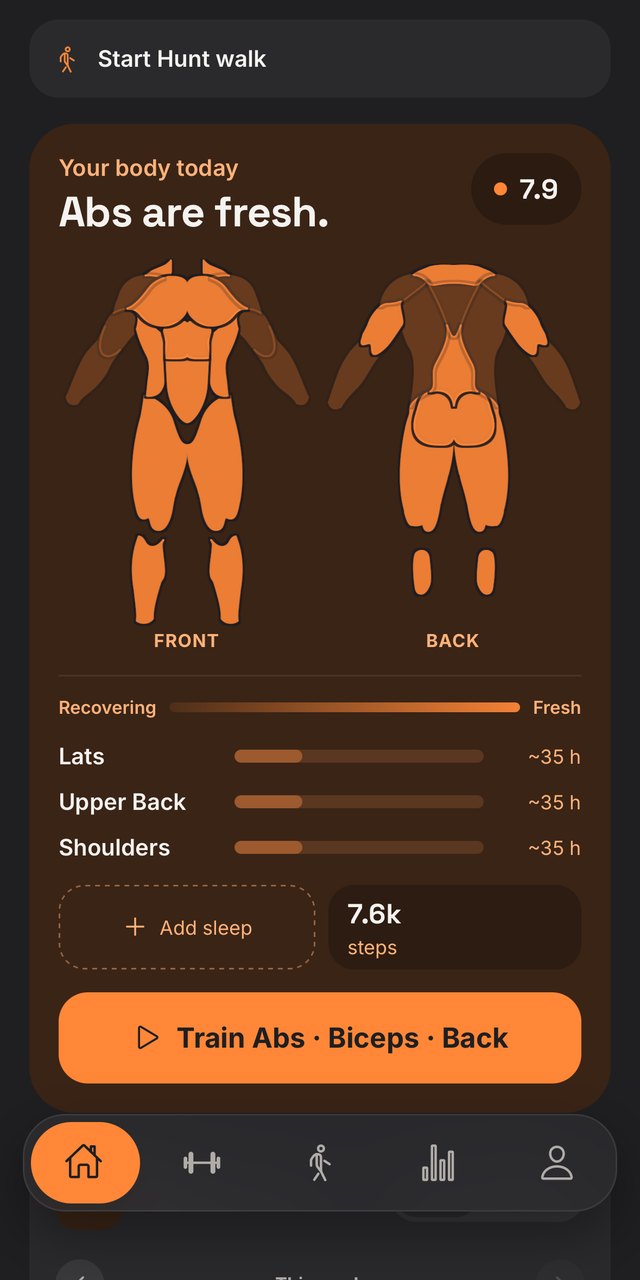 Start Hunt walk
Your body today
Abs are fresh.
7.9
FRONT
BACK
Recovering
Fresh
Lats
~35 h
Upper Back
~35 h
Shoulders
~35 h
+ Add sleep
7.6k
steps
Train Abs · Biceps · Back